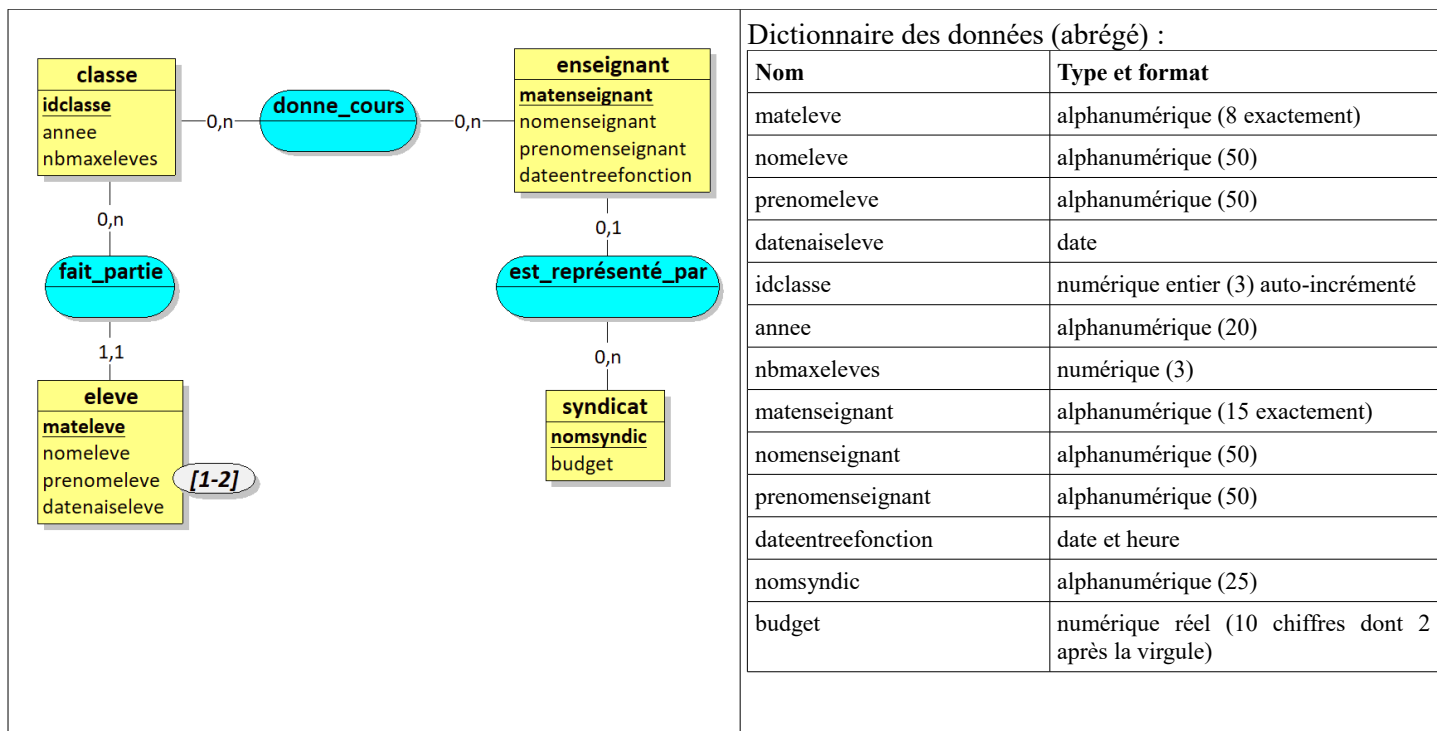 classe
idclasse
annee
nbmaxeleves
0,n
donne_cours
0,n
enseignant
matenseignant
nomenseignant
prenomenseignant
dateentreefonction
0,n
fait_partie
1,1
eleve
mateleve
nomeleve
prenomeleve
datenaiseleve
[1-2]
0,1
est_représenté_par
0,n
syndicat
nomsyndic
budget
Dictionnaire des données (abrégé) :
Nom Type et format
mateleve alphanumérique (8 exactement)
nomeleve alphanumérique (50)
prenomeleve alphanumérique (50)
datenaiseleve date
idclasse numérique entier (3) auto-incrémenté
annee alphanumérique (20)
nbmaxeleves numérique (3)
matenseignant alphanumérique (15 exactement)
nomenseignant alphanumérique (50)
prenomenseignant alphanumérique (50)
dateentreefonction date et heure
nomsyndic alphanumérique (25)
budget numérique réel (10 chiffres dont 2
après la virgule)